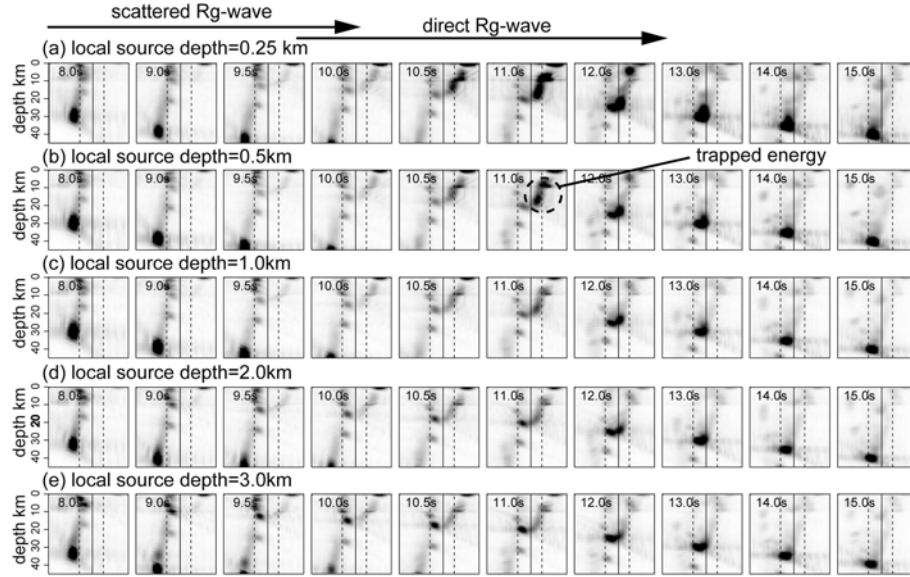 scattered Rg-wave
direct Rg-wave
(a) local source depth=0.25 km
depth km
0
10
20
30
40
8.0s 9.0s 9.5s 10.0s 10.5s 11.0s 12.0s 13.0s 14.0s 15.0s
(b) local source depth=0.5km
trapped energy
depth km
0
10
20
30
40
8.0s 9.0s 9.5s 10.0s 10.5s 11.0s 12.0s 13.0s 14.0s 15.0s
(c) local source depth=1.0km
depth km
0
10
20
30
40
8.0s 9.0s 9.5s 10.0s 10.5s 11.0s 12.0s 13.0s 14.0s 15.0s
(d) local source depth=2.0km
depth km
0
10
20
30
40
8.0s 9.0s 9.5s 10.0s 10.5s 11.0s 12.0s 13.0s 14.0s 15.0s
(e) local source depth=3.0km
depth km
0
10
20
30
40
8.0s 9.0s 9.5s 10.0s 10.5s 11.0s 12.0s 13.0s 14.0s 15.0s